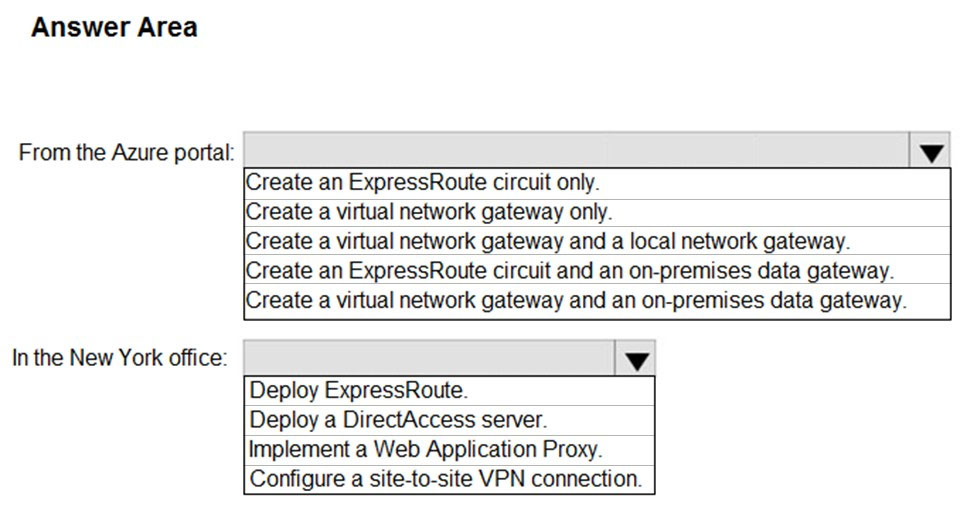 Answer Area
From the Azure portal:
Create an ExpressRoute circuit only.
Create a virtual network gateway only.
Create a virtual network gateway and a local network gateway.
Create an ExpressRoute circuit and an on-premises data gateway.
Create a virtual network gateway and an on-premises data gateway.
In the New York office:
Deploy ExpressRoute.
Deploy a DirectAccess server.
Implement a Web Application Proxy.
Configure a site-to-site VPN connection.